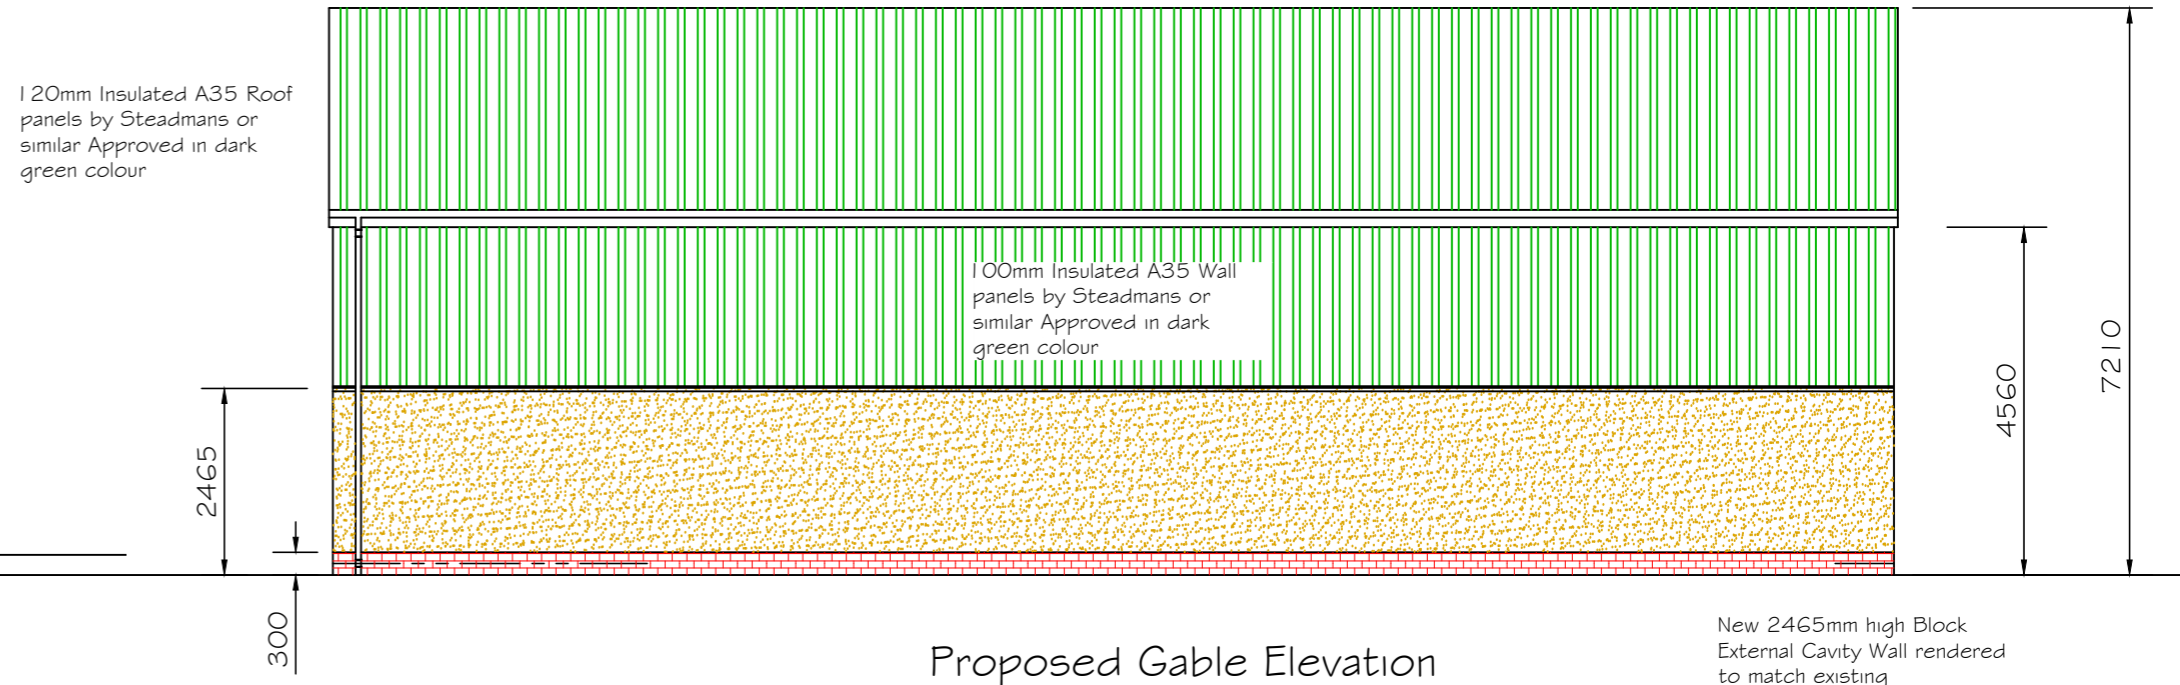 120mm Insulated A35 Roof
panels by Steadmans or
similar Approved in dark
green colour
100mm Insulated A35 Wall
panels by Steadmans or
similar Approved in dark
green colour
2465
300
4560
7210
Proposed Gable Elevation
New 2465mm high Block
External Cavity Wall rendered
to match existing